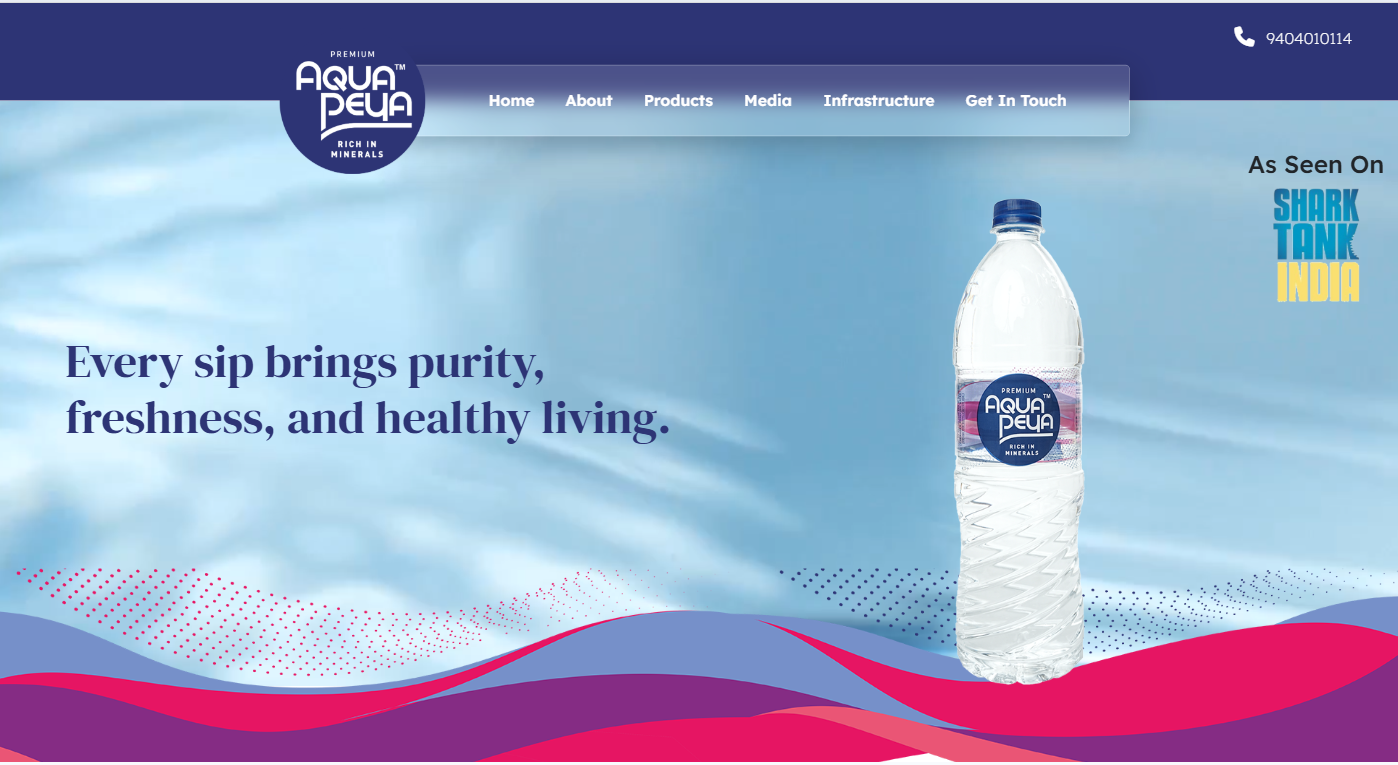 9404010114
PREMIUM
AQUA™
PEYA
RICH IN
MINERALS
Home About Products Media Infrastructure Get In Touch
As Seen On
SHARK
TANK
INDIA
Every sip brings purity,
freshness, and healthy living.
PREMIUM
AQUA™
PEYA
RICH IN
MINERALS